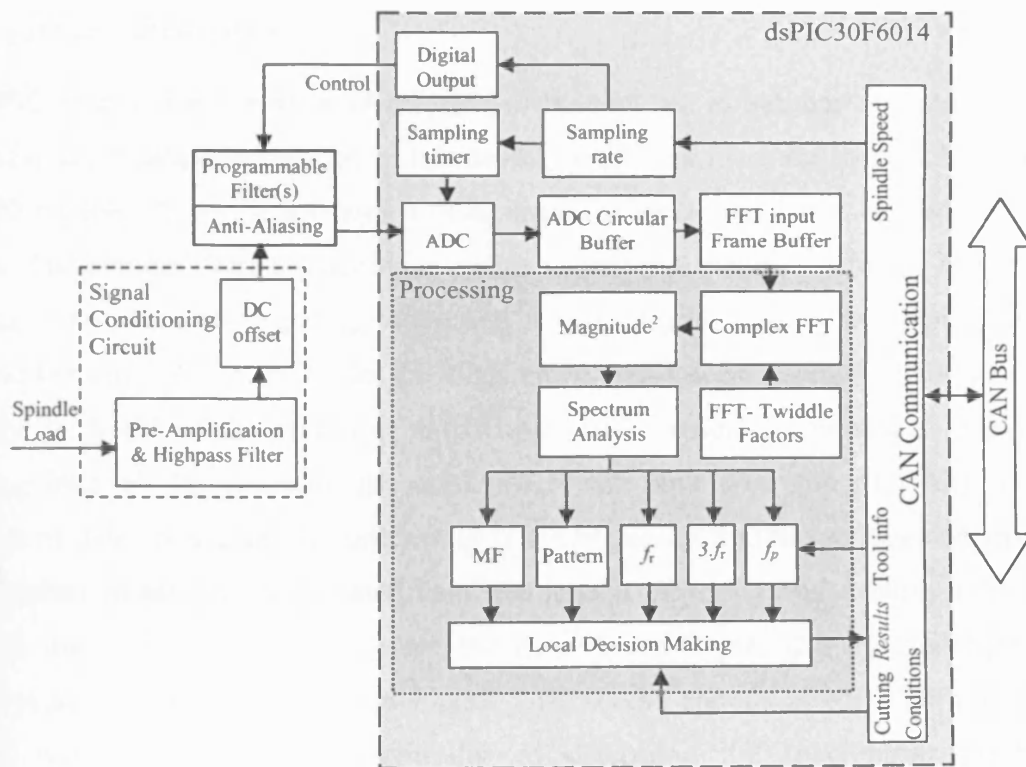 dsPIC30F6014
Digital
Output
Control
Sampling
timer
Sampling
rate
Programmable
Filter(s)
Anti-Aliasing
ADC
ADC Circular
Buffer
FFT input
Frame Buffer
Spindle Speed
Signal
Conditioning
Circuit
DC
offset
Processing
Magnitude²
Complex FFT
Spindle
Load
Pre-Amplification
& Highpass Filter
Spectrum
Analysis
FFT- Twiddle
Factors
CAN Communication
CAN Bus
MF
Pattern
fr
3.fr
fp
Tool info
Local Decision Making
Results
Cutting
Conditions